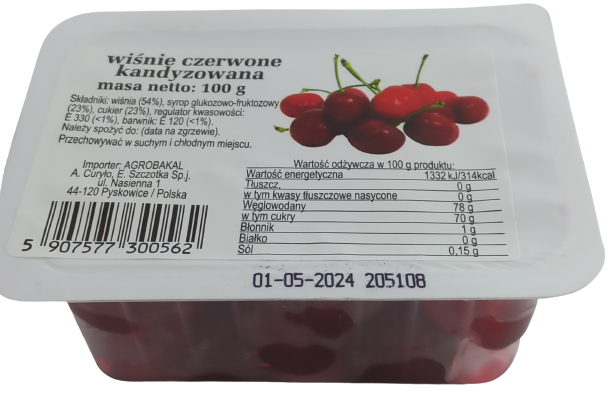 wiśnie czerwone
kandyzowana
masa netto: 100 g
Składniki: wiśnia (54%), syrop glukozowo-fruktozowy
(23%), cukier (23%), regulator kwasowości:
E 330 (<1%), barwnik: E 120 (<1%).
Należy spożyć do: (data na zgrzewie).
Przechowywać w suchym i chłodnym miejscu.
Importer: AGROBAKAL
A. Curyło, E. Szczotka Sp.j.
ul. Nasienna 1
44-120 Pyskowice / Polska
5 907577 300562
Wartość odżywcza w 100 g produktu:
Wartość energetyczna 1332 kJ/314kcal
Tłuszcz, 0 g
w tym kwasy tłuszczowe nasycone 0 g
Węglowodany 78 g
w tym cukry 70 g
Błonnik 1 g
Białko 0 g
Sól 0,15 g
01-05-2024 205108